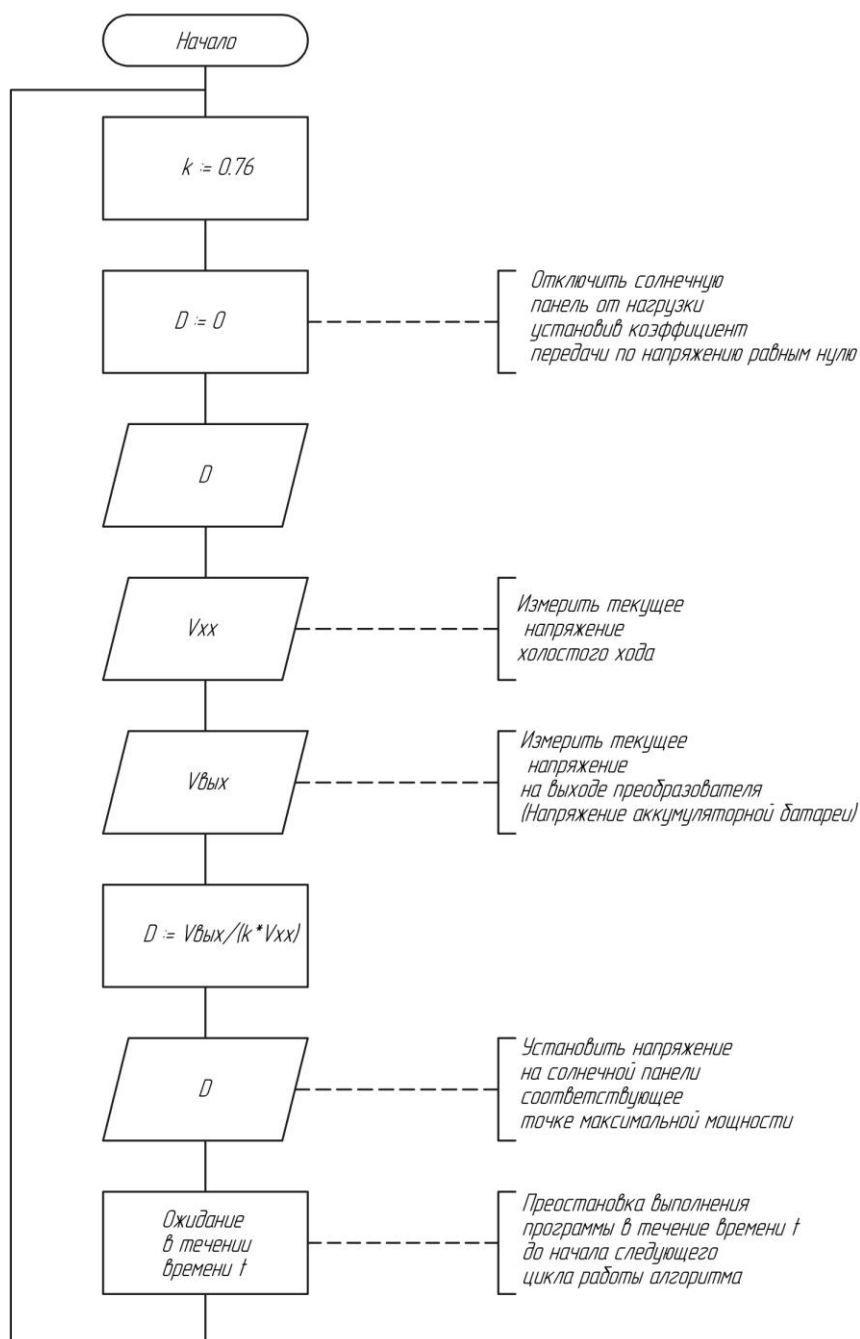 Начало
k := 0.76
D := 0
Отключить солнечную
панель от нагрузки
установив коэффициент
передачи по напряжению равным нулю
D
Vхх
Измерить текущее
напряжение
холостого хода
Vвых
Измерить текущее
напряжение
на выходе преобразователя
(Напряжение аккумуляторной батареи)
D := Vвых/(k*Vхх)
D
Установить напряжение
на солнечной панели
соответствующее
точке максимальной мощности
Ожидание
в течении
времени t
Преостановка выполнения
программы в течение времени t
до начала следующего
цикла работы алгоритма